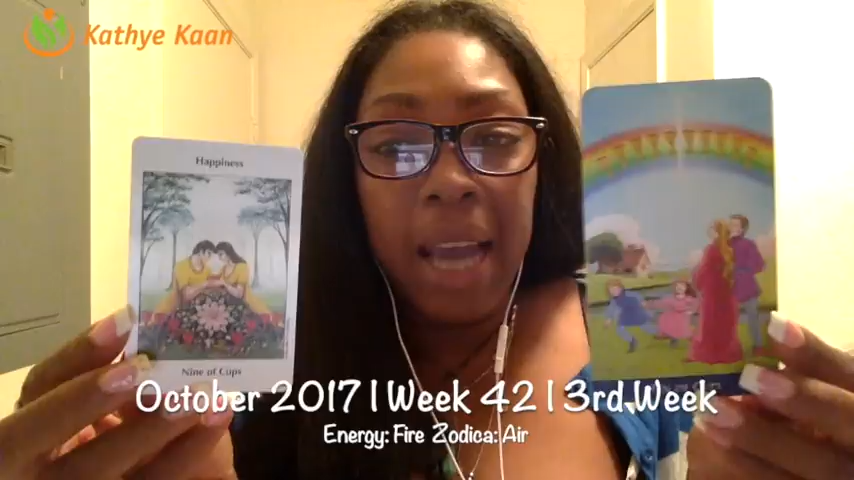 Kathye Kaan
Happiness
Nine of Cups
October 2017 | Week 42 | 3rd Week
Energy: Fire Zodica: Air